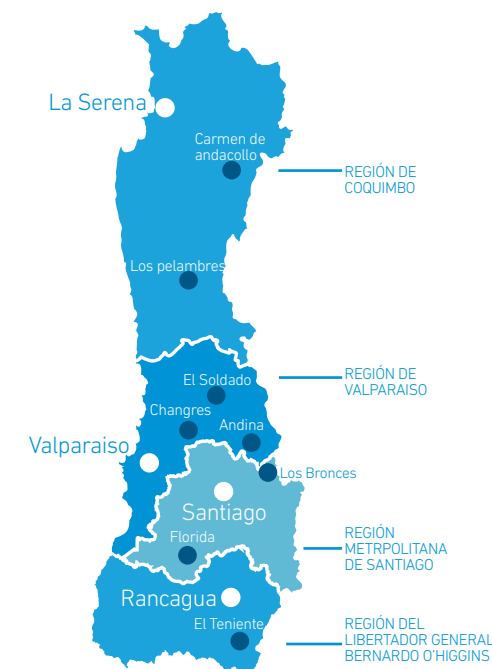 La Serena
Carmen de
andacollo
REGIÓN DE
COQUIMBO
Los pelambres
REGIÓN DE
VALPARAISO
El Soldado
Changres
Andina
Valparaiso
Los Bronces
Santiago
Florida
REGIÓN
METRPOLITANA
DE SANTIAGO
Rancagua
El Teniente
REGIÓN DEL
LIBERTADOR GENERAL
BERNARDO O'HIGGINS